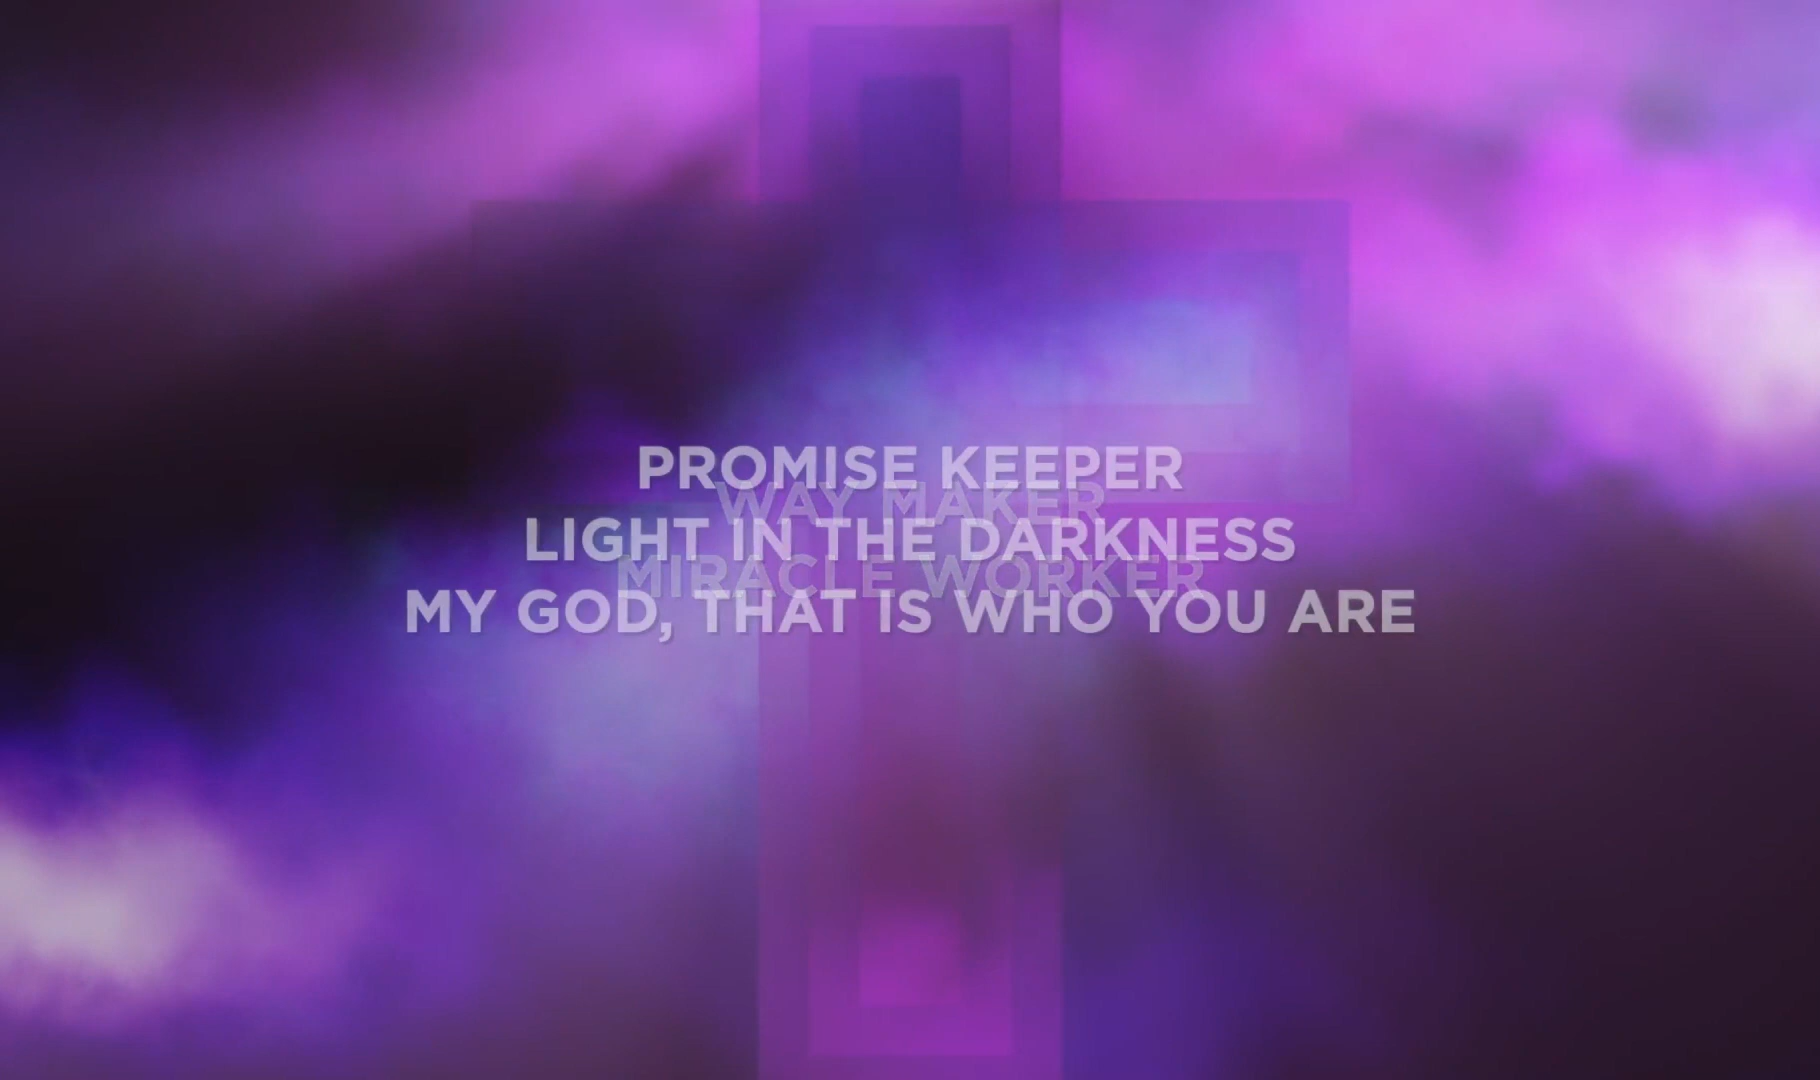 PROMISE KEEPER
WAY MAKER
LIGHT IN THE DARKNESS
MIRACLE WORKER
MY GOD, THAT IS WHO YOU ARE